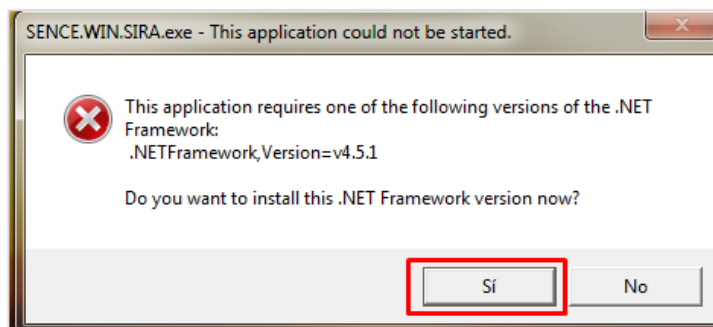 SENCE.WIN.SIRA.exe - This application could not be started.
This application requires one of the following versions of the .NET
Framework:
.NETFramework,Version=v4.5.1
Do you want to install this .NET Framework version now?
Sí
No